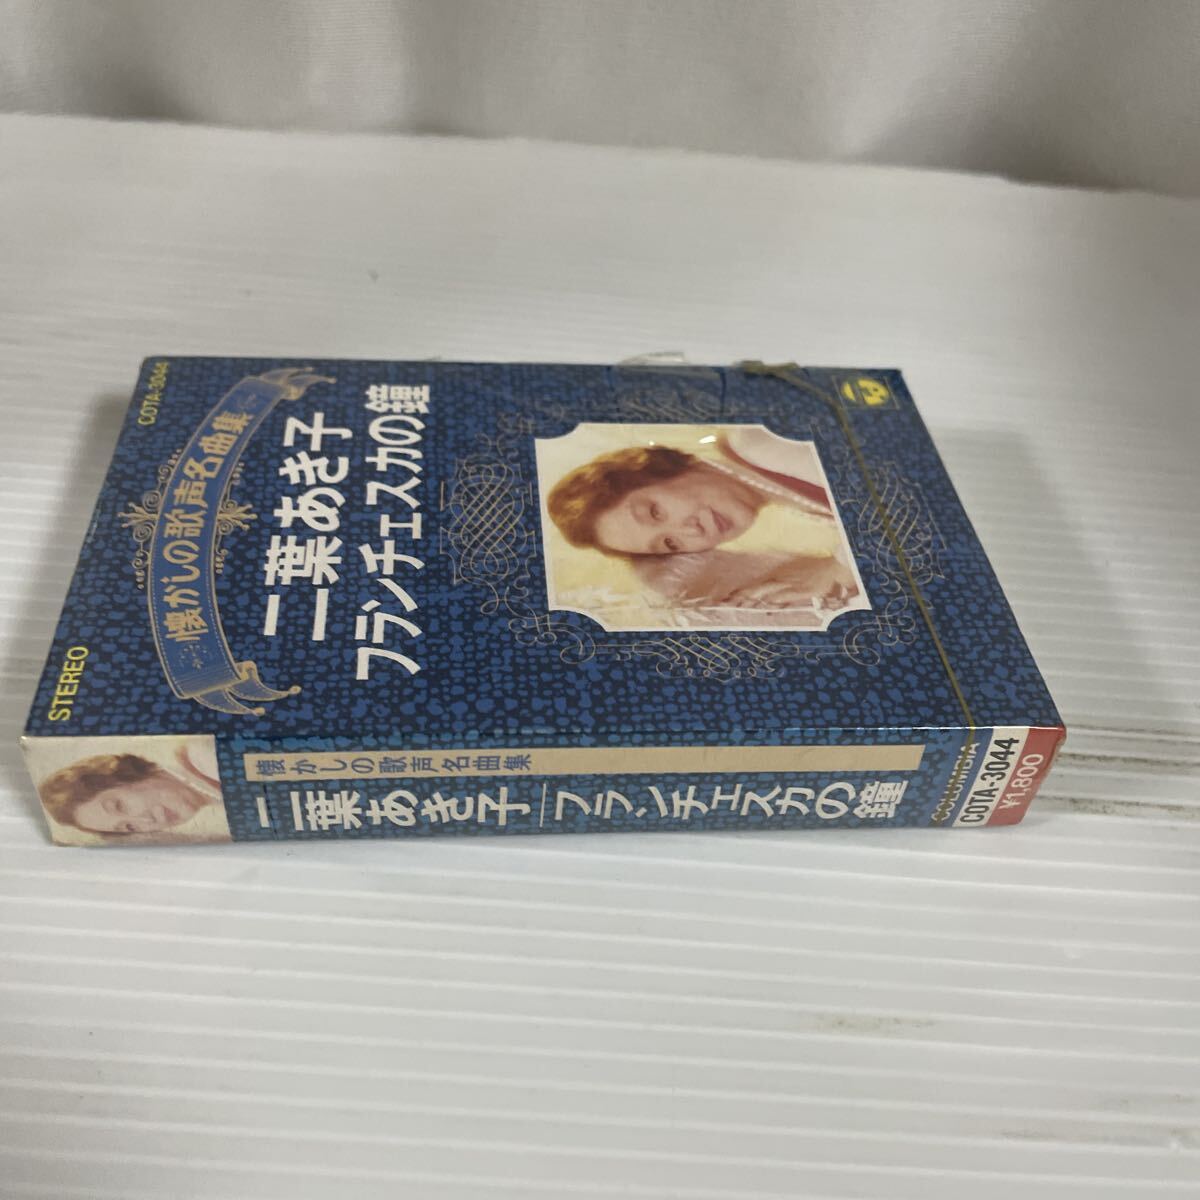 STEREO
COTA-3044
懐かしの歌声名曲集
二葉あき子
フランチェスカの鐘
懐かしの歌声名曲集
二葉あき子/フランチェスカの鐘
COLUMBIA
COTA-3044
¥1,800